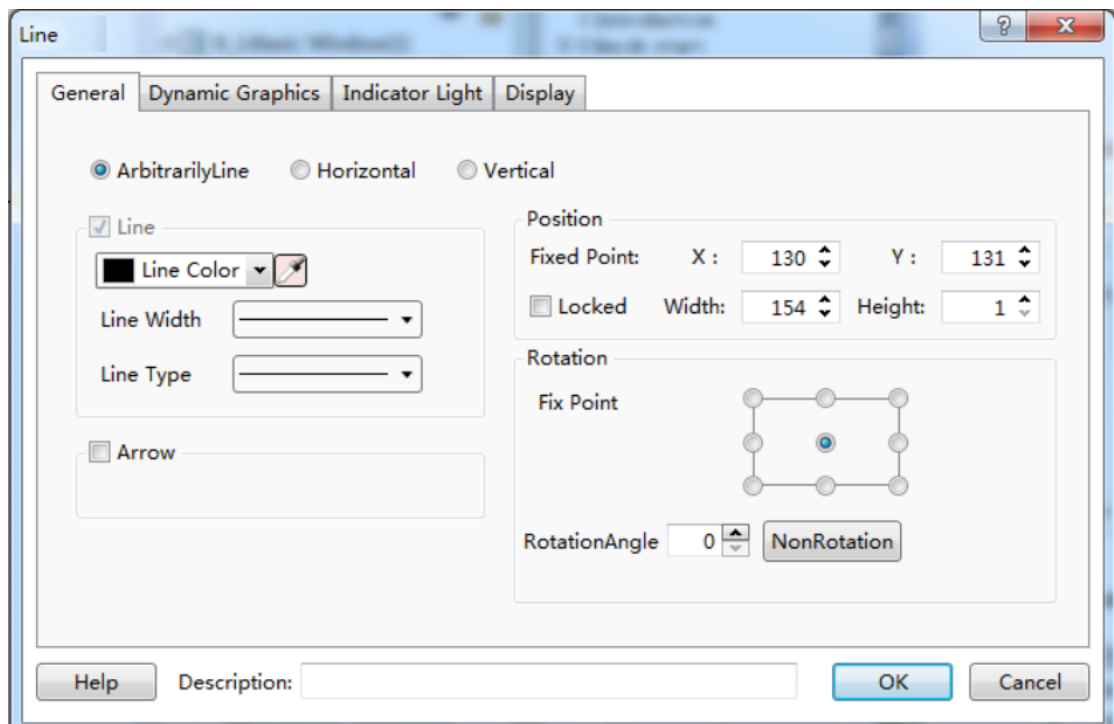 Line
General Dynamic Graphics Indicator Light Display
ArbitrarilyLine Horizontal Vertical
Line
Line Color
Line Width
Line Type
Arrow
Position
Fixed Point: X : 130 Y : 131
Locked Width: 154 Height: 1
Rotation
Fix Point
RotationAngle 0 NonRotation
Help Description: OK Cancel